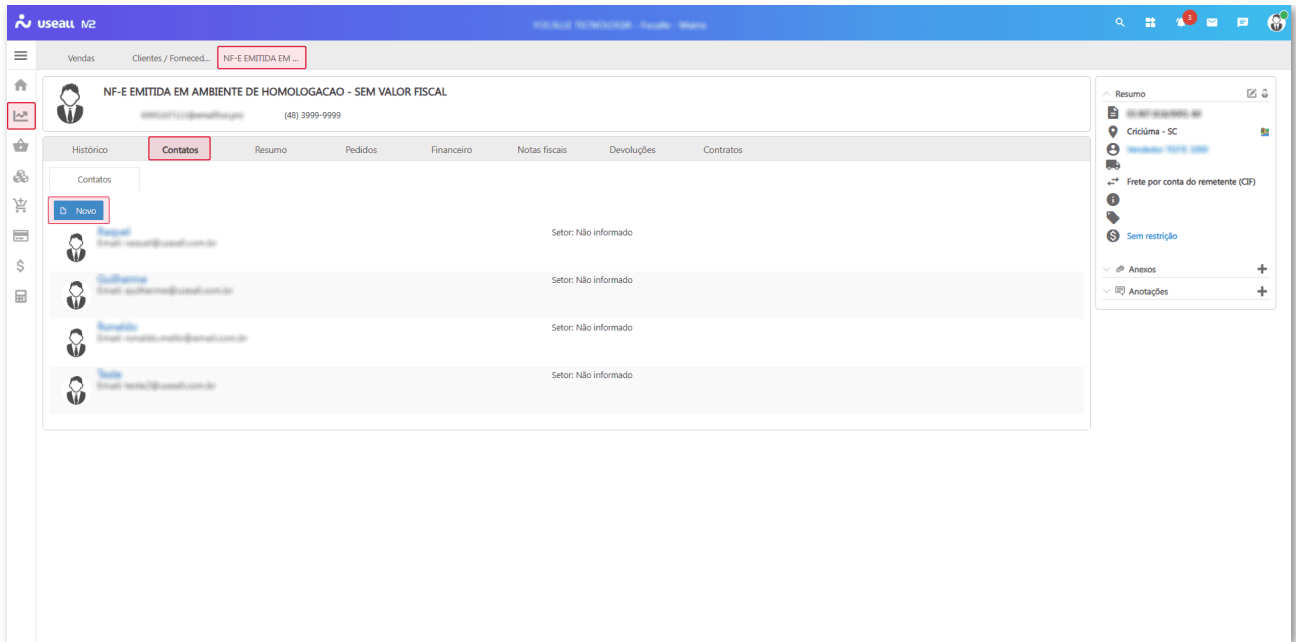 useall M2
3
Vendas
Clientes / Forneced...
NF-E EMITIDA EM ...
NF-E EMITIDA EM AMBIENTE DE HOMOLOGACAO - SEM VALOR FISCAL
(48) 3999-9999
Histórico
Contatos
Resumo
Pedidos
Financeiro
Notas fiscais
Devoluções
Contratos
Contatos
Novo
Setor: Não informado
Setor: Não informado
Setor: Não informado
Setor: Não informado
Resumo
Criciúma - SC
Frete por conta do remetente (CIF)
Sem restrição
Anexos
Anotações